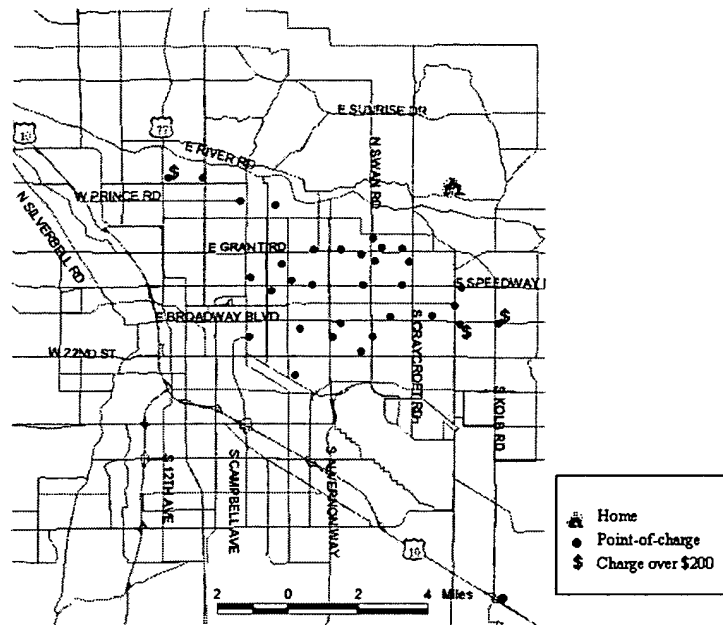 E SUNRISE DR
19
77
E RIVER RD
N SWAN RD
$
W PRINCE RD
N SILVERBELL RD
E GRANT RD
S SPEEDWAY
E BROADWAY BLVD
$
$
W 22ND ST
S CRAYCROFT RD
S KOLB RD
S 12TH AVE
S CAMPBELL AVE
S ALVERNON WAY
19
2 0 2 4 Miles
Home
Point-of-charge
$ Charge over $200